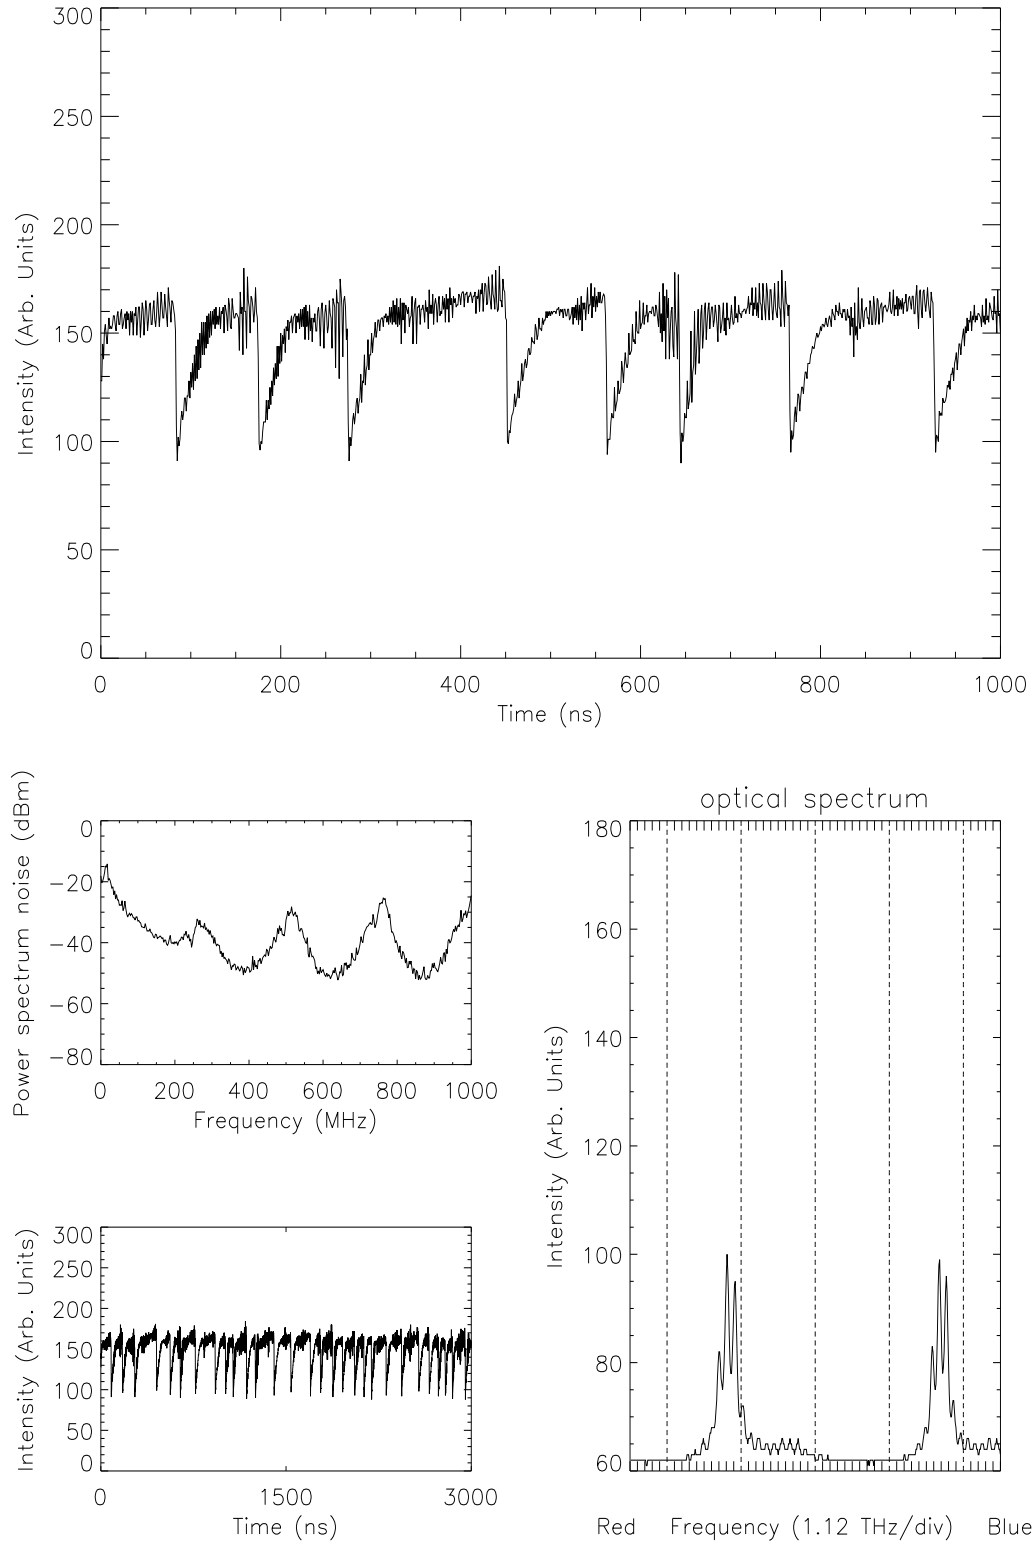 300
250
200
150
100
50
0
Intensity (Arb. Units)
0 200 400 600 800 1000
Time (ns)
0
−20
−40
−60
−80
Power spectrum noise (dBm)
0 200 400 600 800 1000
Frequency (MHz)
300
250
200
150
100
50
0
Intensity (Arb. Units)
0 1500 3000
Time (ns)
optical spectrum
180
160
140
120
100
80
60
Intensity (Arb. Units)
Red Frequency (1.12 THz/div) Blue